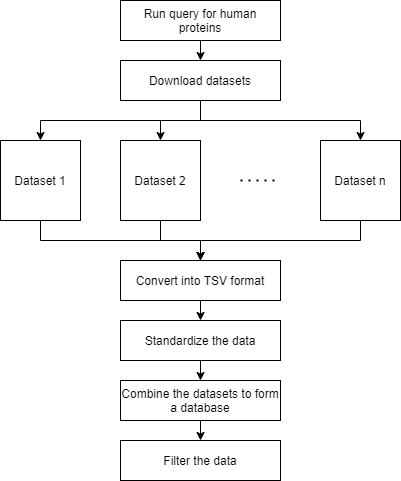 Run query for human
proteins
Download datasets
Dataset 1
Dataset 2
. . . . .
Dataset n
Convert into TSV format
Standardize the data
Combine the datasets to form
a database
Filter the data